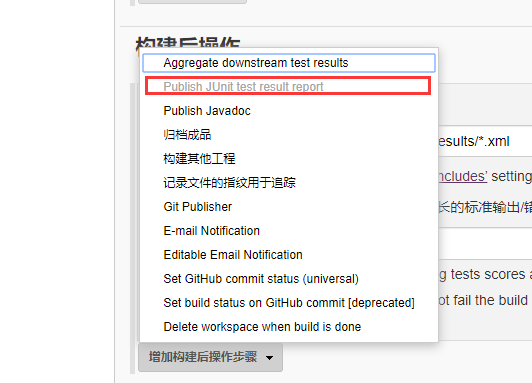 构建后操作
Aggregate downstream test results
Publish JUnit test result report
Publish Javadoc
归档成品
esults/*.xml
构建其他工程
includes' setting
记录文件的指纹用于追踪
长的标准输出/错
Git Publisher
E-mail Notification
Editable Email Notification
g tests scores a
Set GitHub commit status (universal)
Set build status on GitHub commit [deprecated]
ot fail the build
Delete workspace when build is done
增加构建后操作步骤